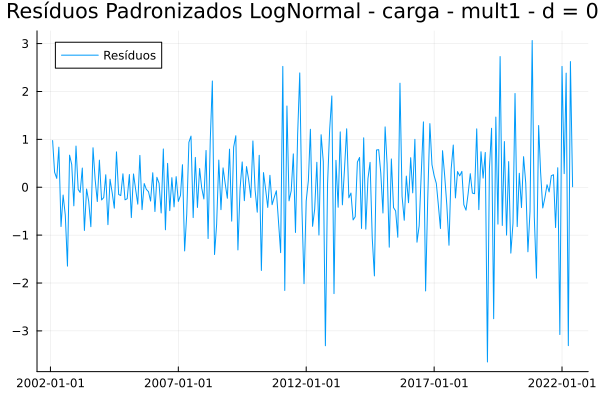 Resíduos Padronizados LogNormal - carga - mult1 - d = 0
Resíduos
3
2
1
0
−1
−2
−3
2002-01-01 2007-01-01 2012-01-01 2017-01-01 2022-01-01